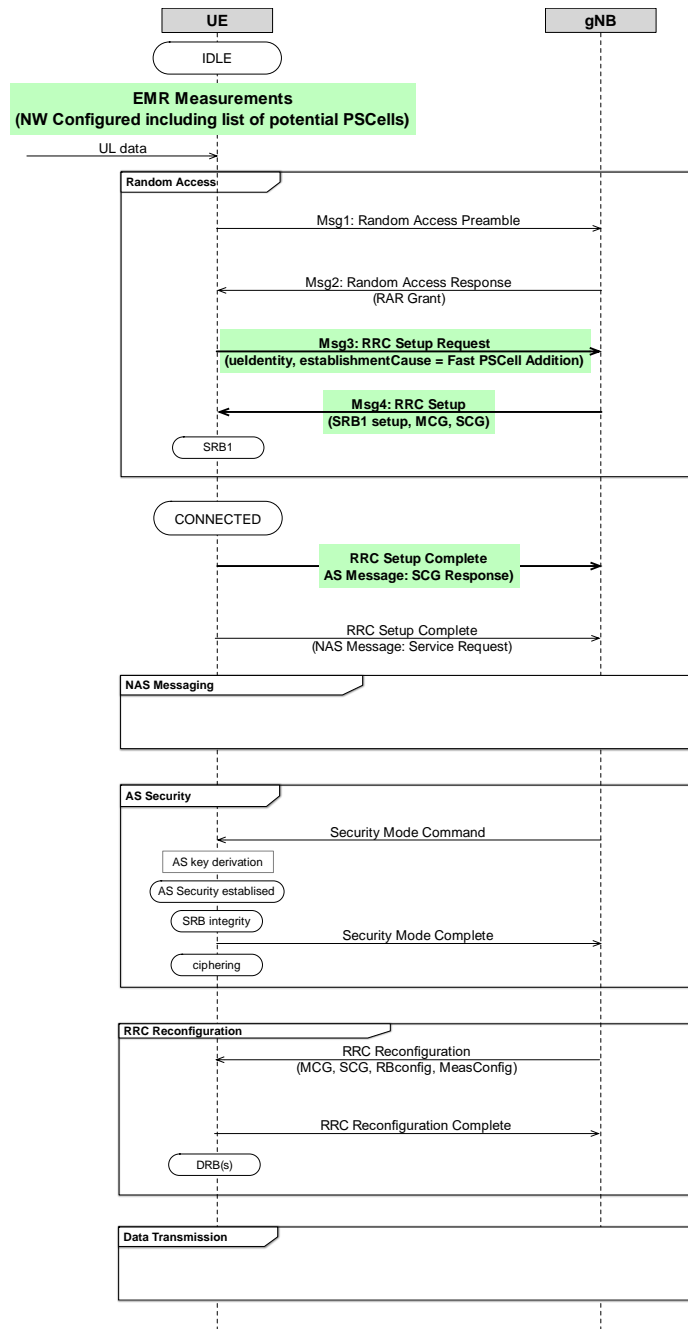 UE
gNB
IDLE
EMR Measurements
(NW Configured including list of potential PSCells)
UL data
Random Access
Msg1: Random Access Preamble
Msg2: Random Access Response
(RAR Grant)
Msg3: RRC Setup Request
(ueIdentity, establishmentCause = Fast PSCell Addition)
Msg4: RRC Setup
(SRB1 setup, MCG, SCG)
SRB1
CONNECTED
RRC Setup Complete
AS Message: SCG Response)
RRC Setup Complete
(NAS Message: Service Request)
NAS Messaging
AS Security
Security Mode Command
AS key derivation
AS Security establised
SRB integrity
Security Mode Complete
ciphering
RRC Reconfiguration
RRC Reconfiguration
(MCG, SCG, RBconfig, MeasConfig)
RRC Reconfiguration Complete
DRB(s)
Data Transmission